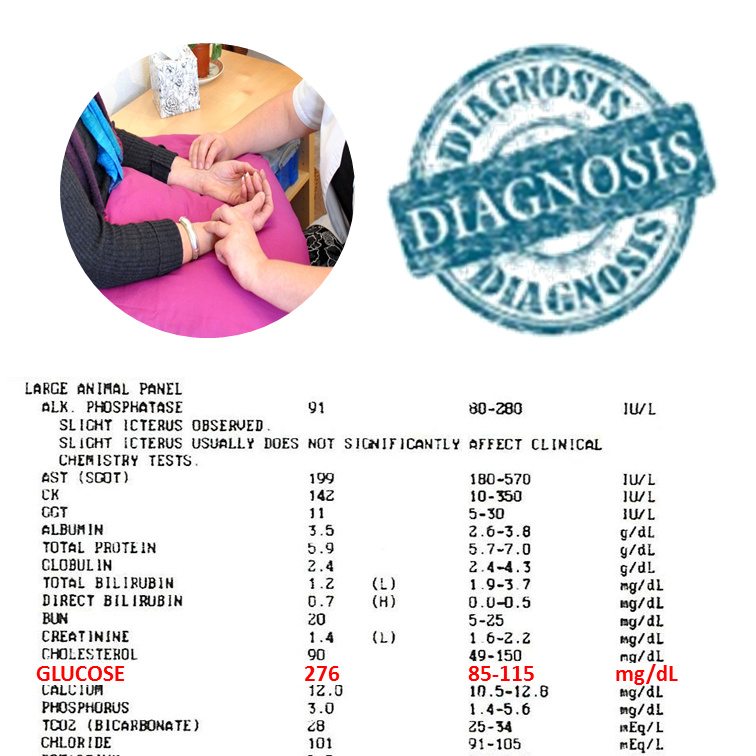 DIAGNOSIS
DIAGNOSIS
DIAGNOSIS
LARGE ANIMAL PANEL
ALK. PHOSPHATASE 91 80-280 IU/L
SLIGHT ICTERUS OBSERVED.
SLIGHT ICTERUS USUALLY DOES NOT SIGNIFICANTLY AFFECT CLINICAL
CHEMISTRY TESTS.
AST (SGOT) 199 180-570 IU/L
CK 142 10-350 IU/L
GGT 11 5-30 IU/L
ALBUMIN 3.5 2.6-3.8 g/dL
TOTAL PROTEIN 5.9 5.7-7.0 g/dL
GLOBULIN 2.4 2.4-4.3 g/dL
TOTAL BILIRUBIN 1.2 (L) 1.9-3.7 mg/dL
DIRECT BILIRUBIN 0.7 (H) 0.0-0.5 mg/dL
BUN 20 5-25 mg/dL
CREATININE 1.4 (L) 1.6-2.2 mg/dL
CHOLESTEROL 90 49-150 mg/dL
GLUCOSE 276 85-115 mg/dL
CALCIUM 12.0 10.5-12.8 mg/dL
PHOSPHORUS 3.0 1.4-5.6 mg/dL
TCO2 (BICARBONATE) 28 25-34 mEq/L
CHLORIDE 101 91-105 mEq/L